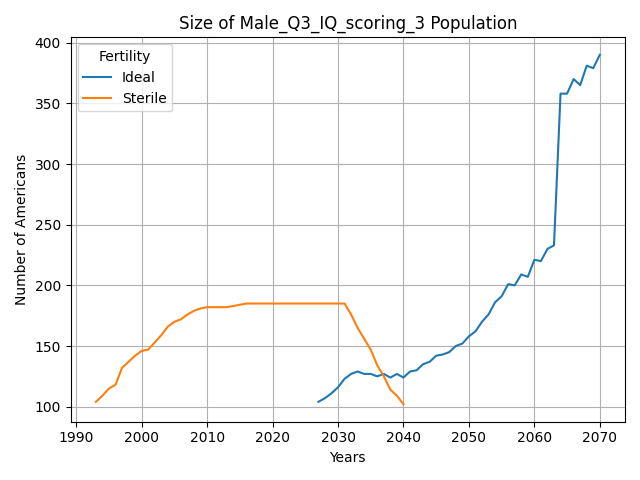 Size of Male_Q3_IQ_scoring_3 Population
Fertility
Ideal
Sterile
Number of Americans
400
350
300
250
200
150
100
1990
2000
2010
2020
2030
2040
2050
2060
2070
Years